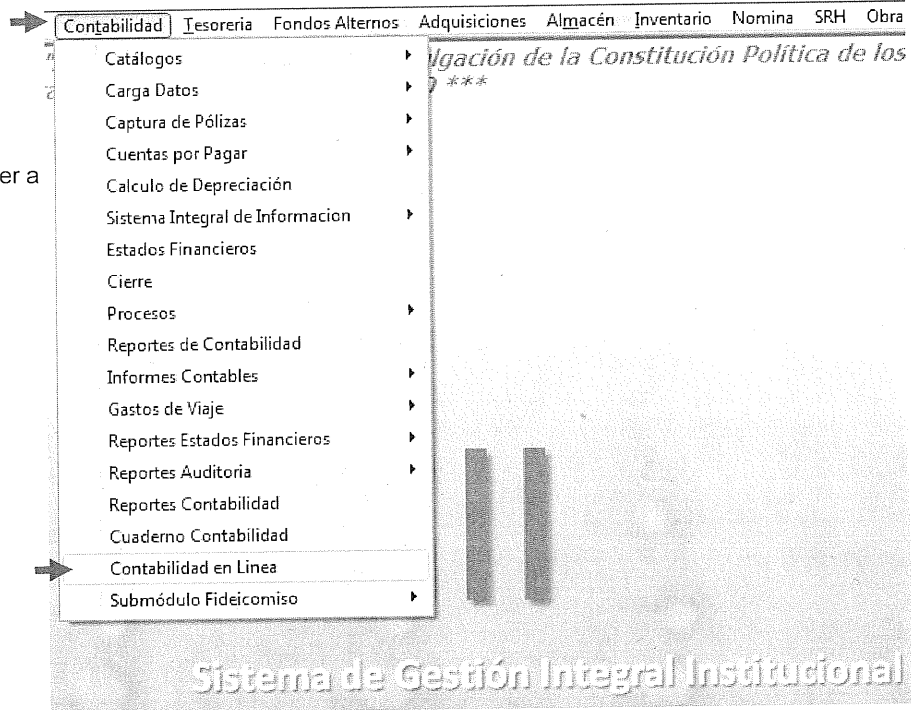 Contabilidad Tesoreria Fondos Alternos Adquisiciones Almacén Inventario Nomina SRH Obra
lgación de la Constitución Política de los
***
Catálogos
Carga Datos
Captura de Pólizas
Cuentas por Pagar
er a
Calculo de Depreciación
Sistema Integral de Informacion
Estados Financieros
Cierre
Procesos
Reportes de Contabilidad
Informes Contables
Gastos de Viaje
Reportes Estados Financieros
Reportes Auditoria
Reportes Contabilidad
Cuaderno Contabilidad
Contabilidad en Linea
Submódulo Fideicomiso
II
Sistema de Gestión Integral Institucional